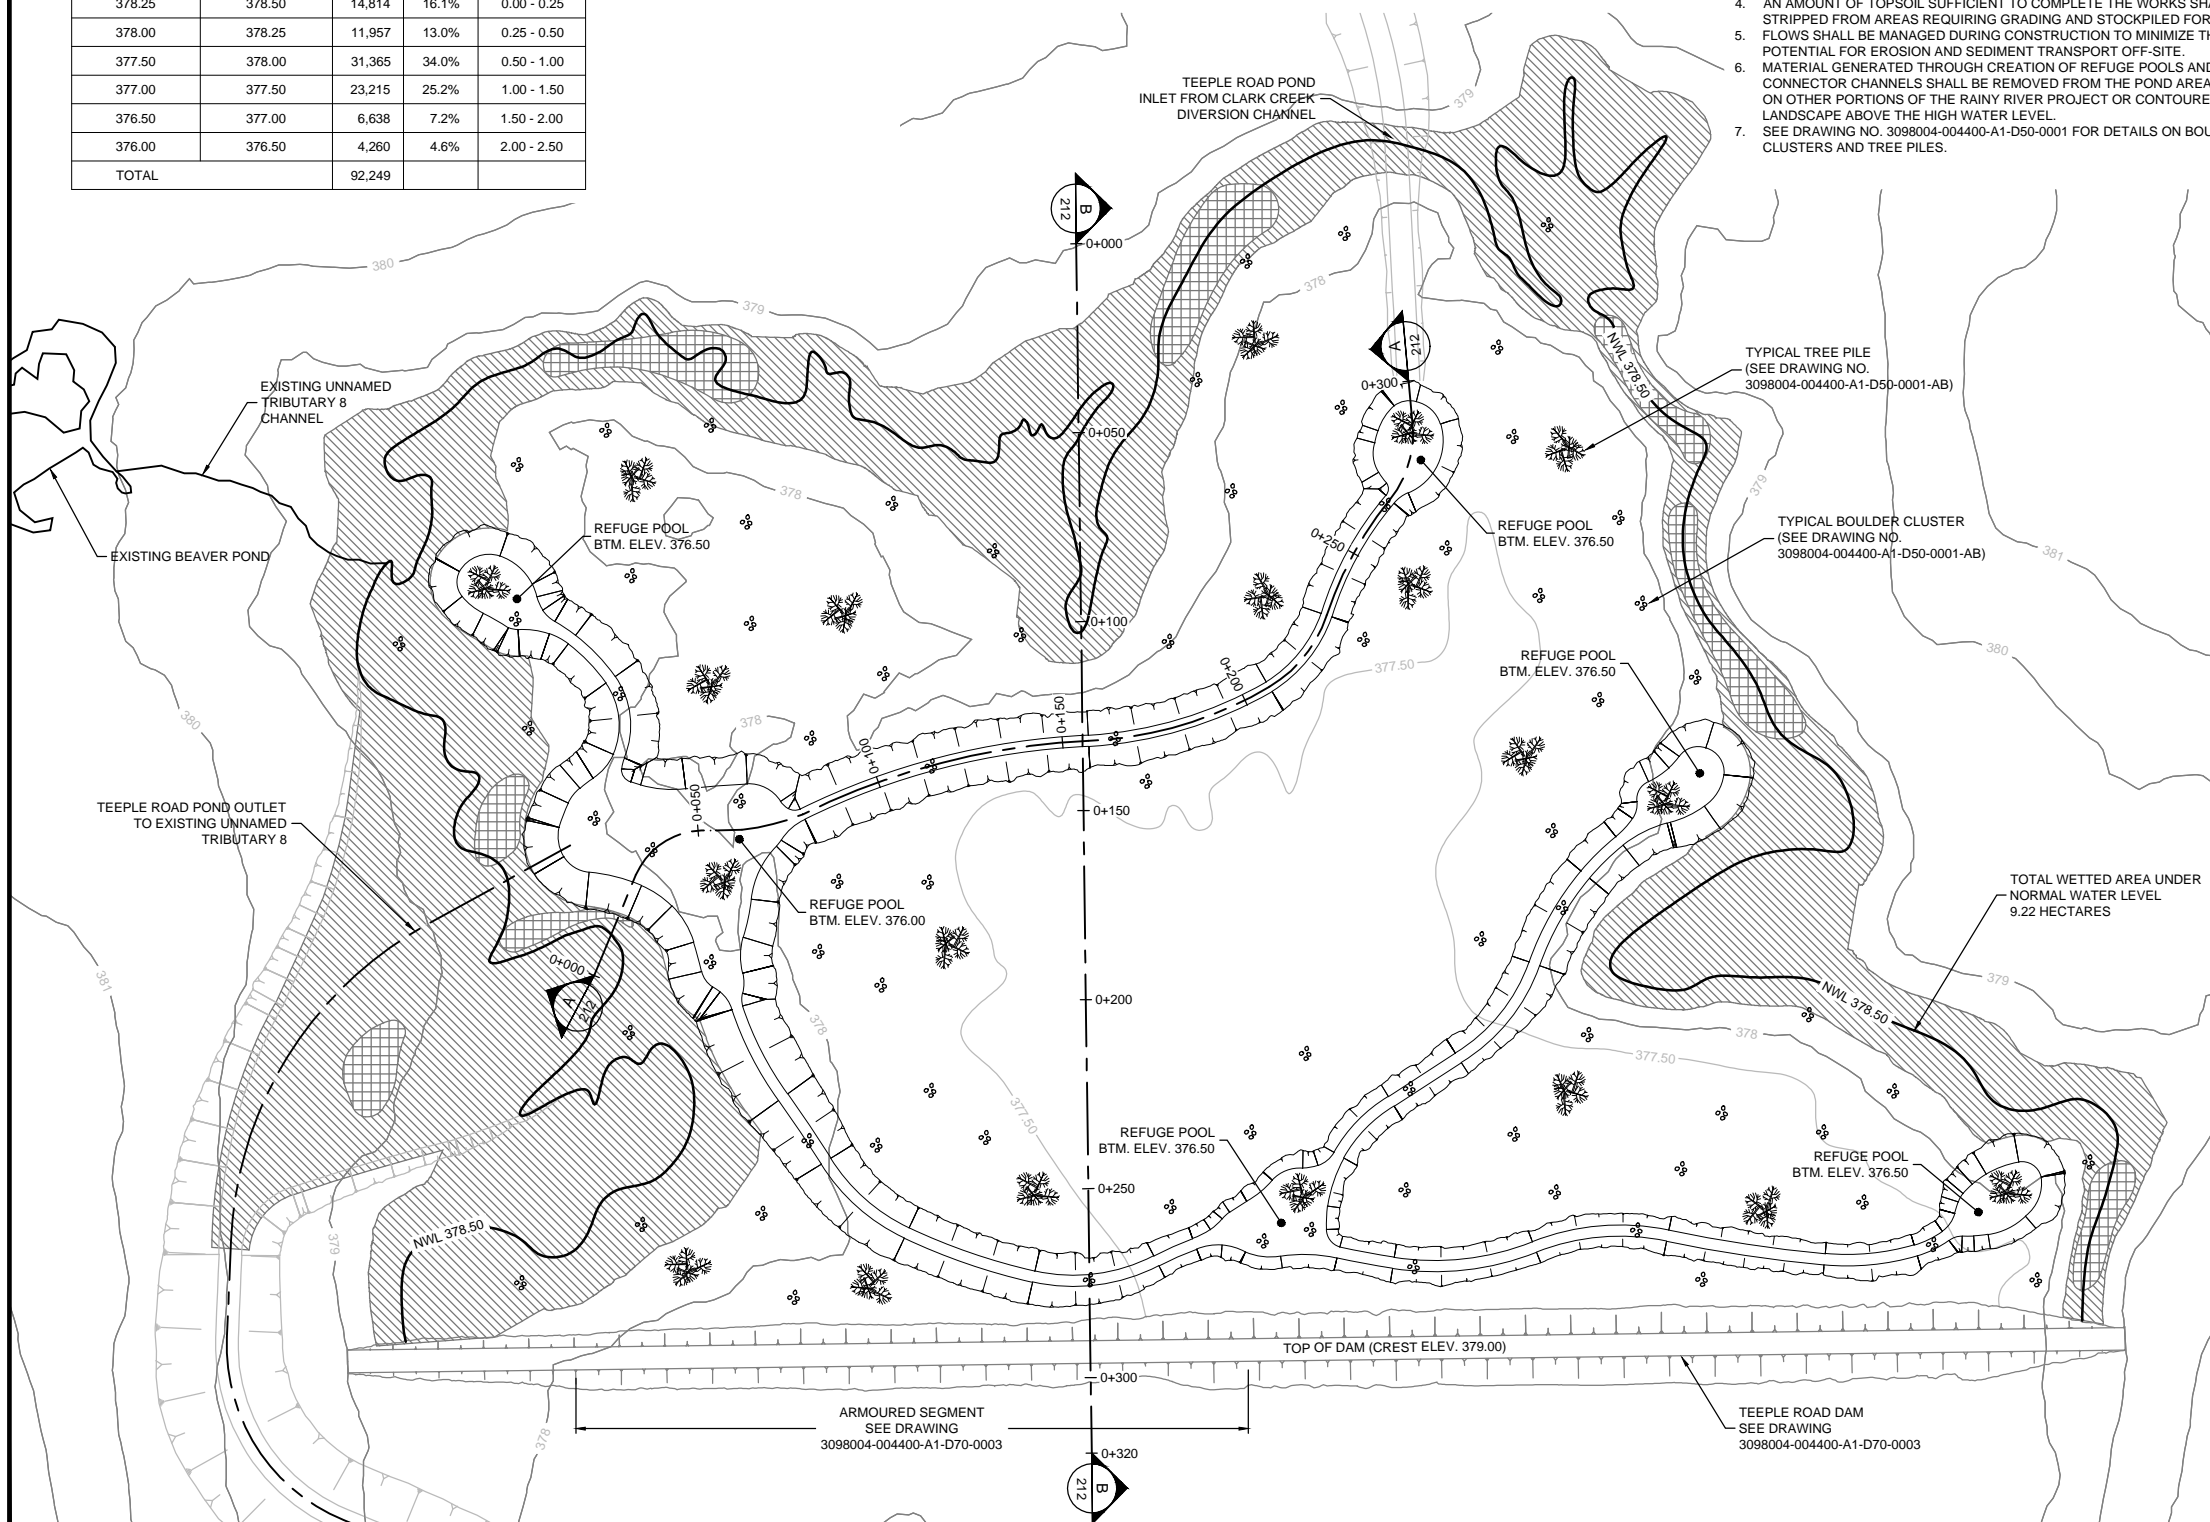 378.25 378.50 14,814 16.1% 0.00 - 0.25
378.00 378.25 11,957 13.0% 0.25 - 0.50
377.50 378.00 31,365 34.0% 0.50 - 1.00
377.00 377.50 23,215 25.2% 1.00 - 1.50
376.50 377.00 6,638 7.2% 1.50 - 2.00
376.00 376.50 4,260 4.6% 2.00 - 2.50
TOTAL 92,249
4. AN AMOUNT OF TOPSOIL SUFFICIENT TO COMPLETE THE WORKS
STRIPPED FROM AREAS REQUIRING GRADING AND STOCKPILED FOR
5. FLOWS SHALL BE MANAGED DURING CONSTRUCTION TO MINIMIZE
POTENTIAL FOR EROSION AND SEDIMENT TRANSPORT OFF-SITE.
6. MATERIAL GENERATED THROUGH CREATION OF REFUGE POOLS AND
CONNECTOR CHANNELS SHALL BE REMOVED FROM THE POND AREA
ON OTHER PORTIONS OF THE RAINY RIVER PROJECT OR
LANDSCAPE ABOVE THE HIGH WATER LEVEL.
7. SEE DRAWING NO. 3098004-004400-A1-D50-0001 FOR DETAILS ON
CLUSTERS AND TREE PILES.
TEEPLE ROAD POND
INLET FROM CLARK CREEK
DIVERSION CHANNEL
379
B
212
0+000
380
379
378
A
212
0+300
NWL 378.50
TYPICAL TREE PILE
(SEE DRAWING NO.
3098004-004400-A1-D50-0001-AB)
EXISTING UNNAMED
TRIBUTARY 8
CHANNEL
0+050
378
379
REFUGE POOL
BTM. ELEV. 376.50
EXISTING BEAVER POND
REFUGE POOL
BTM. ELEV. 376.50
0+250
TYPICAL BOULDER CLUSTER
(SEE DRAWING NO.
3098004-004400-A1-D50-0001-AB)
381
0+100
380
377.50
0+200
REFUGE POOL
BTM. ELEV. 376.50
380
378
0+150
0+100
0+050
0+150
TEEPLE ROAD POND OUTLET
TO EXISTING UNNAMED
TRIBUTARY 8
REFUGE POOL
BTM. ELEV. 376.00
TOTAL WETTED AREA UNDER
NORMAL WATER LEVEL
9.22 HECTARES
0+000
A
212
381
379
0+200
NWL 378.50
378
378
377.50
377.50
REFUGE POOL
BTM. ELEV. 376.50
REFUGE POOL
BTM. ELEV. 376.50
0+250
NWL 378.50
379
TOP OF DAM (CREST ELEV. 379.00)
0+300
ARMOURED SEGMENT
SEE DRAWING
3098004-004400-A1-D70-0003
TEEPLE ROAD DAM
SEE DRAWING
3098004-004400-A1-D70-0003
378
0+320
B
212